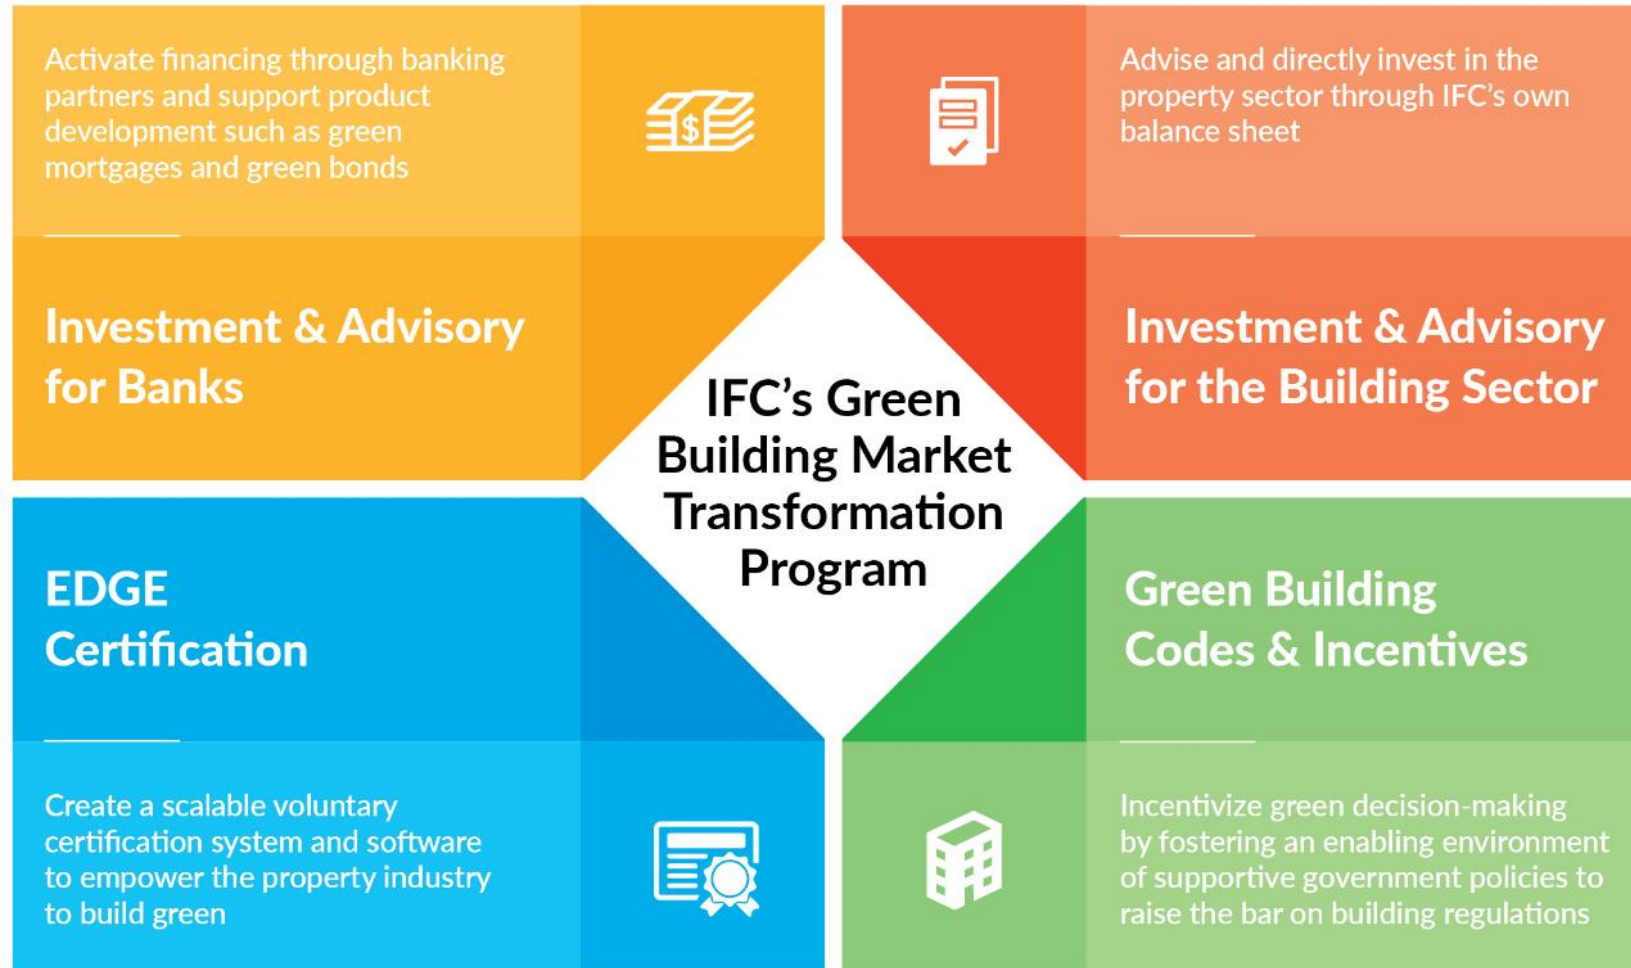 Activate financing through banking
partners and support product
development such as green
mortgages and green bonds
$
Investment & Advisory
for Banks
Advise and directly invest in the
property sector through IFC’s own
balance sheet
Investment & Advisory
for the Building Sector
IFC’s Green
Building Market
Transformation
Program
EDGE
Certification
Create a scalable voluntary
certification system and software
to empower the property industry
to build green
Green Building
Codes & Incentives
Incentivize green decision-making
by fostering an enabling environment
of supportive government policies to
raise the bar on building regulations